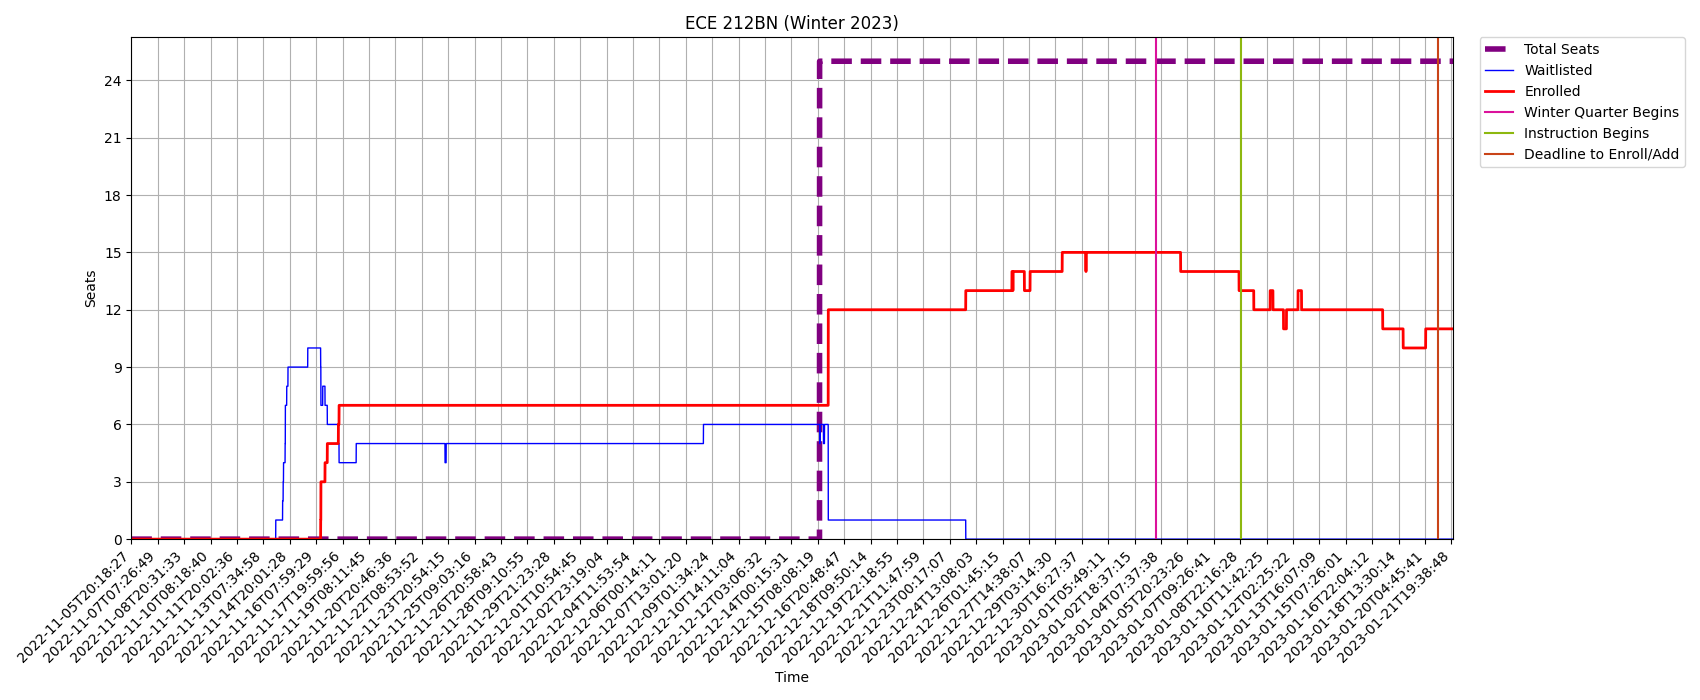 ECE 212BN (Winter 2023)
Total Seats
Waitlisted
Enrolled
Winter Quarter Begins
Instruction Begins
Deadline to Enroll/Add
Seats
24
21
18
15
12
9
6
3
0
2022-11-05T20:18:27
2022-11-07T07:26:49
2022-11-08T20:31:33
2022-11-10T08:18:40
2022-11-11T20:02:36
2022-11-13T07:34:58
2022-11-14T20:01:28
2022-11-16T07:59:29
2022-11-17T19:59:56
2022-11-19T08:11:45
2022-11-20T20:46:36
2022-11-22T08:53:52
2022-11-23T20:54:15
2022-11-25T09:03:16
2022-11-26T20:58:43
2022-11-28T09:10:55
2022-11-29T21:23:28
2022-12-01T10:54:45
2022-12-02T23:19:04
2022-12-04T11:53:54
2022-12-06T00:14:11
2022-12-07T13:01:20
2022-12-09T01:34:24
2022-12-10T14:11:04
2022-12-12T03:06:32
2022-12-14T00:15:31
2022-12-15T08:08:19
2022-12-16T20:48:47
2022-12-18T09:50:14
2022-12-19T22:18:55
2022-12-21T11:47:59
2022-12-23T00:17:07
2022-12-24T13:08:03
2022-12-26T01:45:15
2022-12-27T14:38:07
2022-12-29T03:14:30
2022-12-30T16:27:37
2023-01-01T05:49:11
2023-01-02T18:37:15
2023-01-04T07:37:38
2023-01-05T20:23:26
2023-01-07T09:26:41
2023-01-08T22:16:28
2023-01-10T11:42:25
2023-01-12T02:25:22
2023-01-13T16:07:09
2023-01-15T07:26:01
2023-01-16T22:04:12
2023-01-18T13:30:14
2023-01-20T04:45:41
2023-01-21T19:38:48
Time